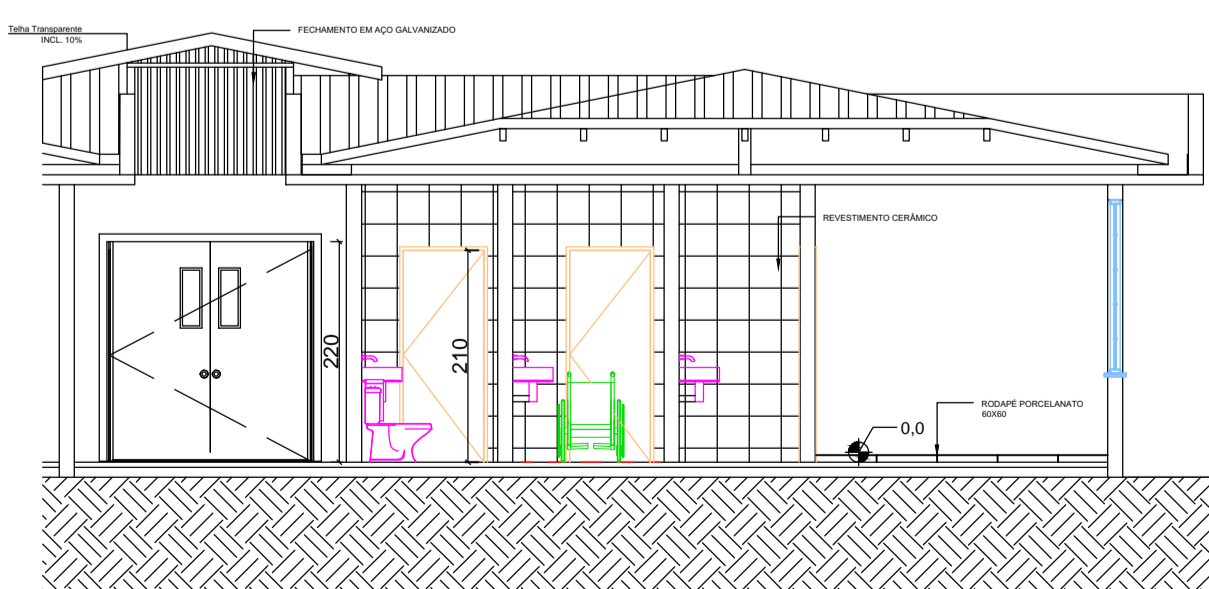 Telha Transparente
INCL. 10%
FECHAMENTO EM AÇO GALVANIZADO
REVESTIMENTO CERÂMICO
220
210
RODAPÉ PORCELANATO
60X60
0,0